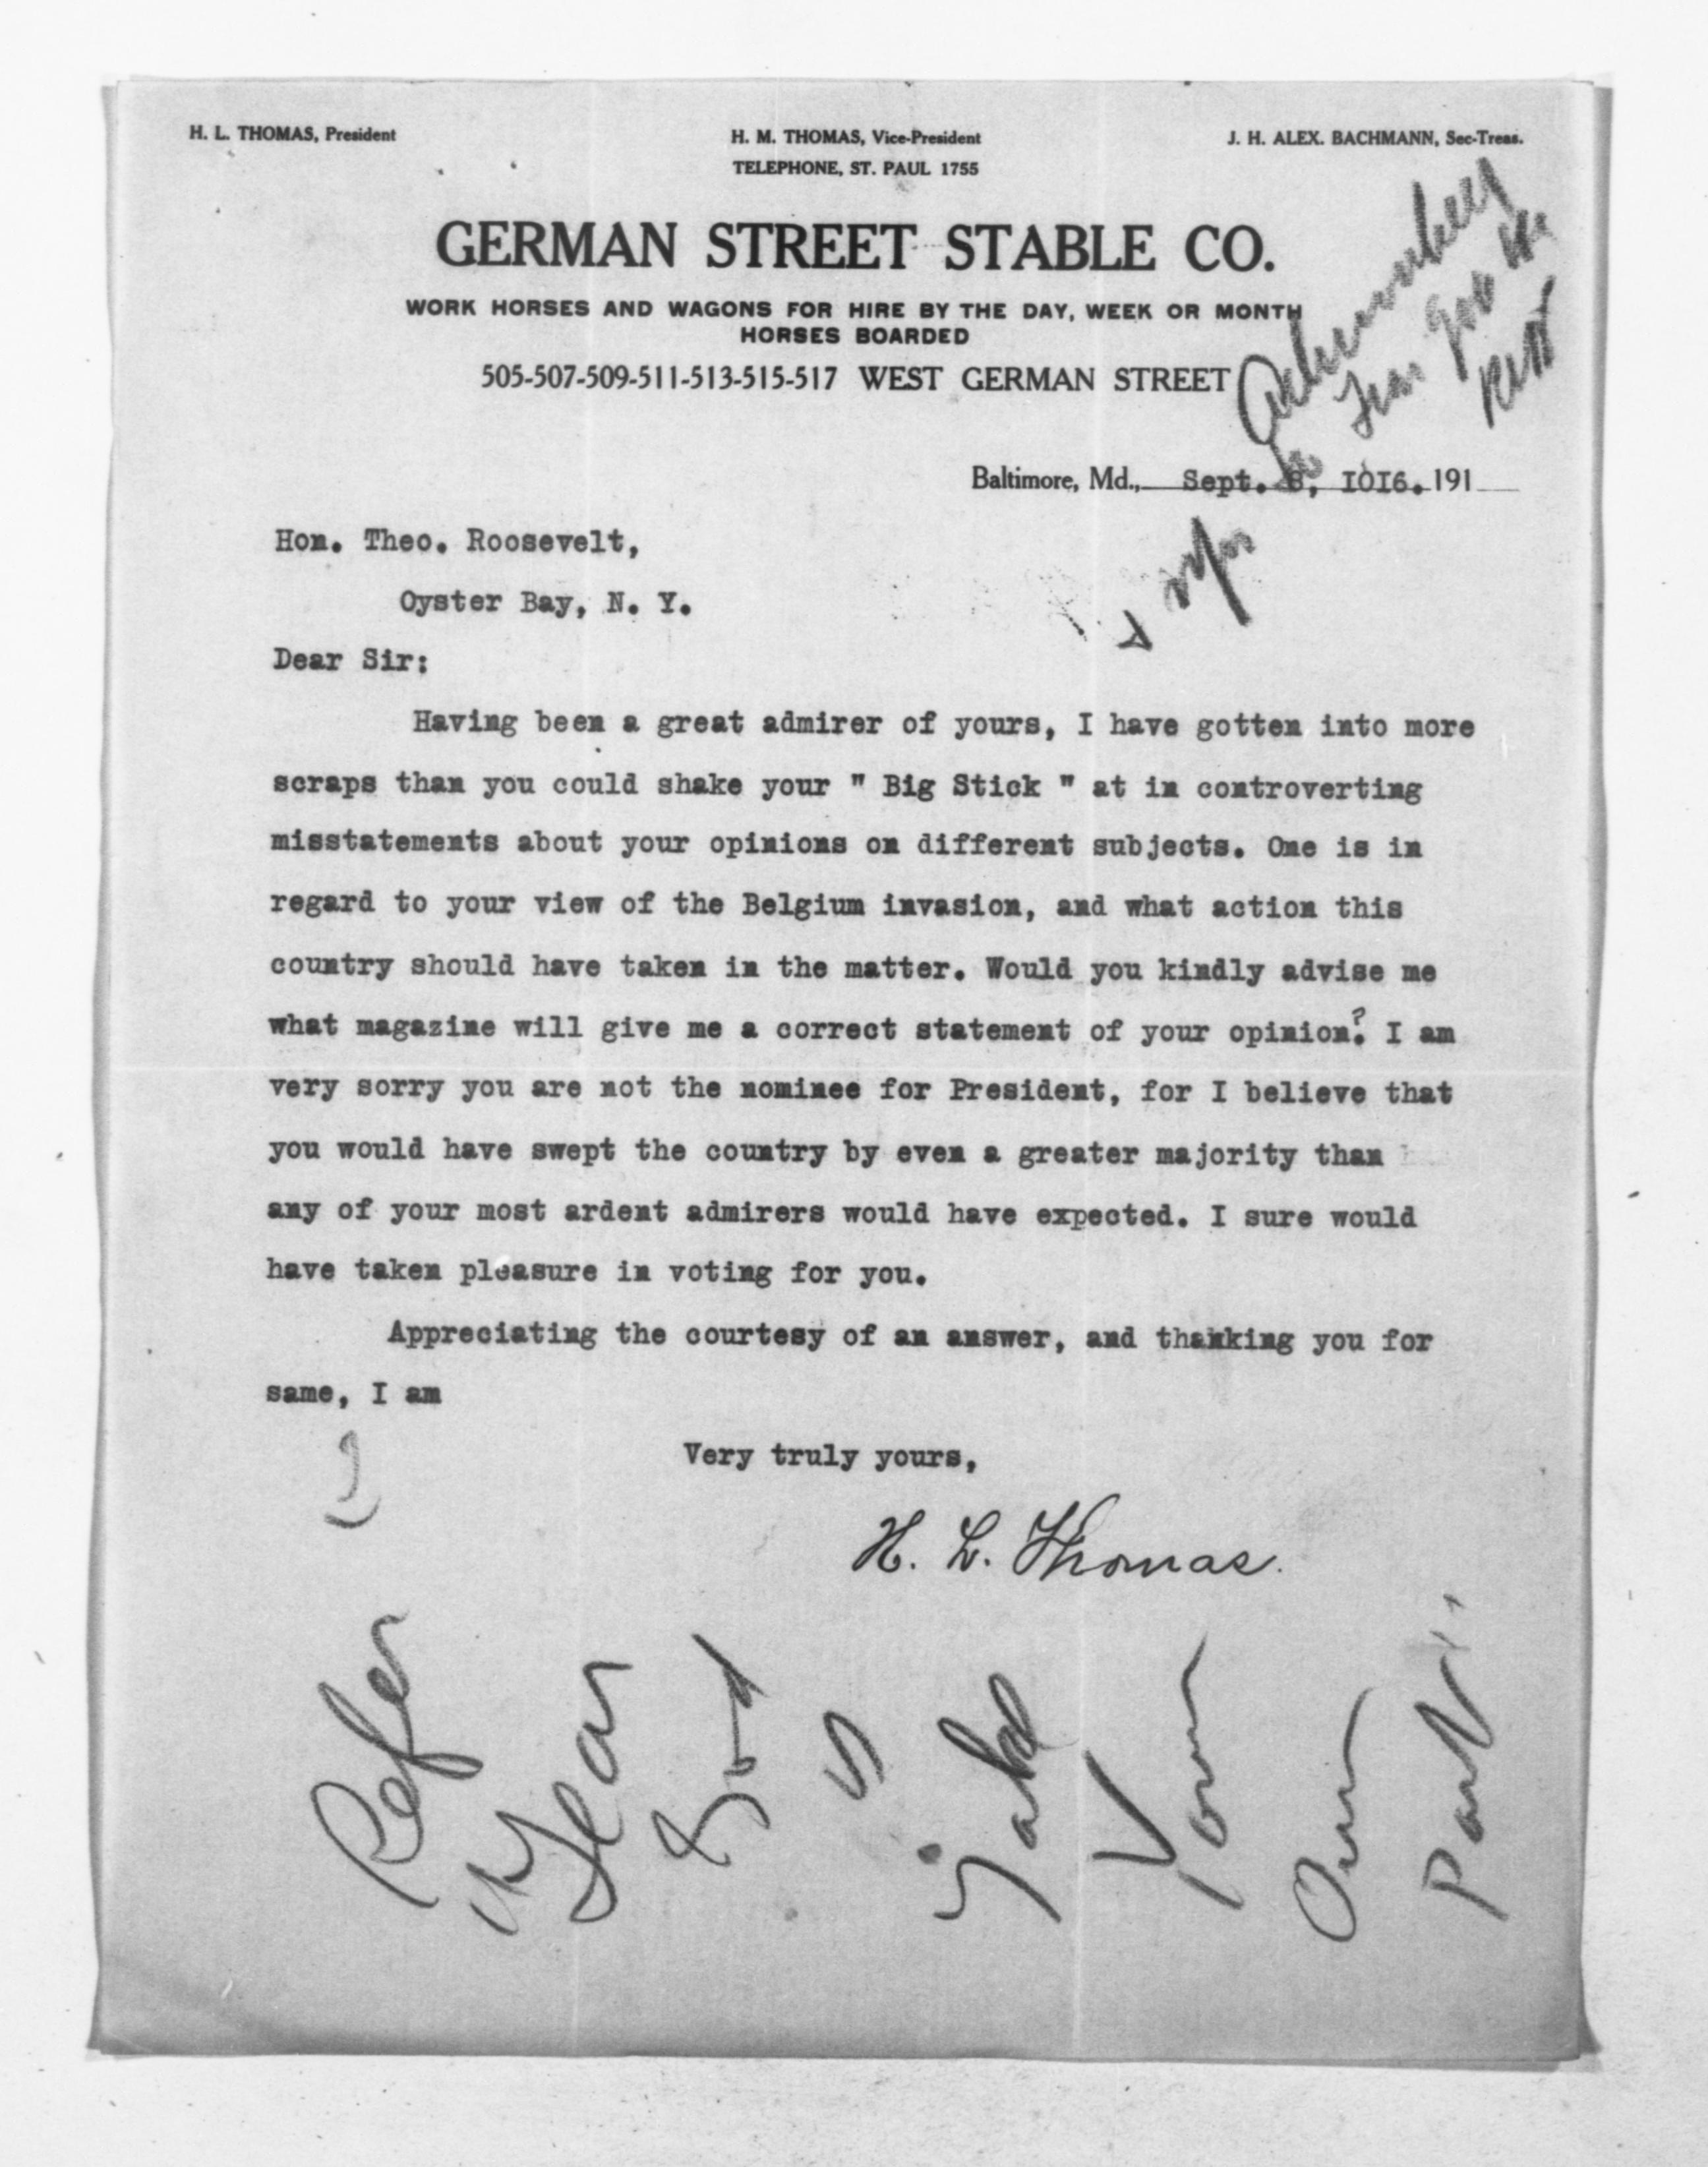 H. L. THOMAS, President
H. M. THOMAS, Vice-President
J. H. ALEX. BACHMANN, Sec-Treas.
TELEPHONE, ST. PAUL 1755
GERMAN STREET STABLE CO.
WORK HORSES AND WAGONS FOR HIRE BY THE DAY, WEEK OR MONTH
HORSES BOARDED
505-507-509-511-513-515-517 WEST GERMAN STREET
Baltimore, Md., Sept. 8, IOI6. 191
Hon. Theo. Roosevelt,
Oyster Bay, N. Y.
Dear Sir:
Having been a great admirer of yours, I have gotten into more
scraps than you could shake your " Big Stick " at in controverting
misstatements about your opinions on different subjects. One is in
regard to your view of the Belgium invasion, and what action this
country should have taken in the matter. Would you kindly advise me
what magazine will give me a correct statement of your opinion? I am
very sorry you are not the nominee for President, for I believe that
you would have swept the country by even a greater majority than
any of your most ardent admirers would have expected. I sure would
have taken pleasure in voting for you.
Appreciating the courtesy of an answer, and thanking you for
same, I am
Very truly yours,
H. L. Thomas.
Refer
Fear
God
take
Your
Own
Part